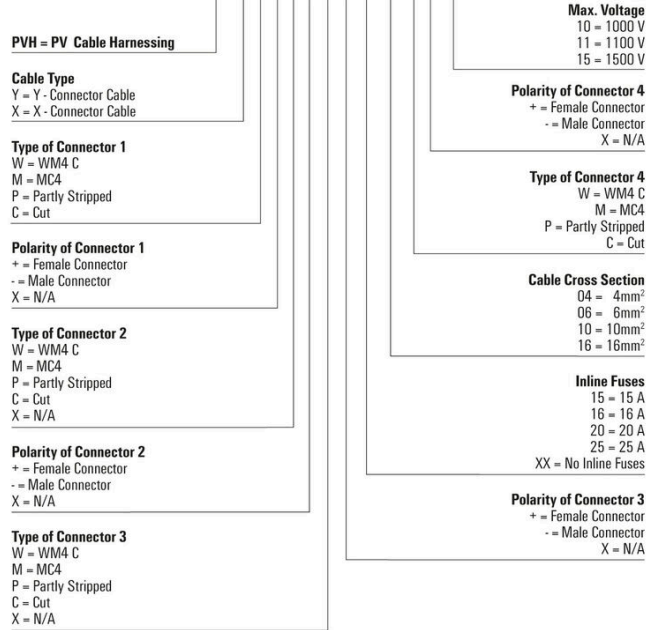 PVH = PV Cable Harnessing
Cable Type
Y = Y - Connector Cable
X = X - Connector Cable
Type of Connector 1
W = WM4 C
M = MC4
P = Partly Stripped
C = Cut
Polarity of Connector 1
+ = Female Connector
- = Male Connector
X = N/A
Type of Connector 2
W = WM4 C
M = MC4
P = Partly Stripped
C = Cut
X = N/A
Polarity of Connector 2
+ = Female Connector
- = Male Connector
X = N/A
Type of Connector 3
W = WM4 C
M = MC4
P = Partly Stripped
C = Cut
X = N/A
Max. Voltage
10 = 1000 V
11 = 1100 V
15 = 1500 V
Polarity of Connector 4
+ = Female Connector
- = Male Connector
X = N/A
Type of Connector 4
W = WM4 C
M = MC4
P = Partly Stripped
C = Cut
Cable Cross Section
04 = 4mm²
06 = 6mm²
10 = 10mm²
16 = 16mm²
Inline Fuses
15 = 15 A
16 = 16 A
20 = 20 A
25 = 25 A
XX = No Inline Fuses
Polarity of Connector 3
+ = Female Connector
- = Male Connector
X = N/A